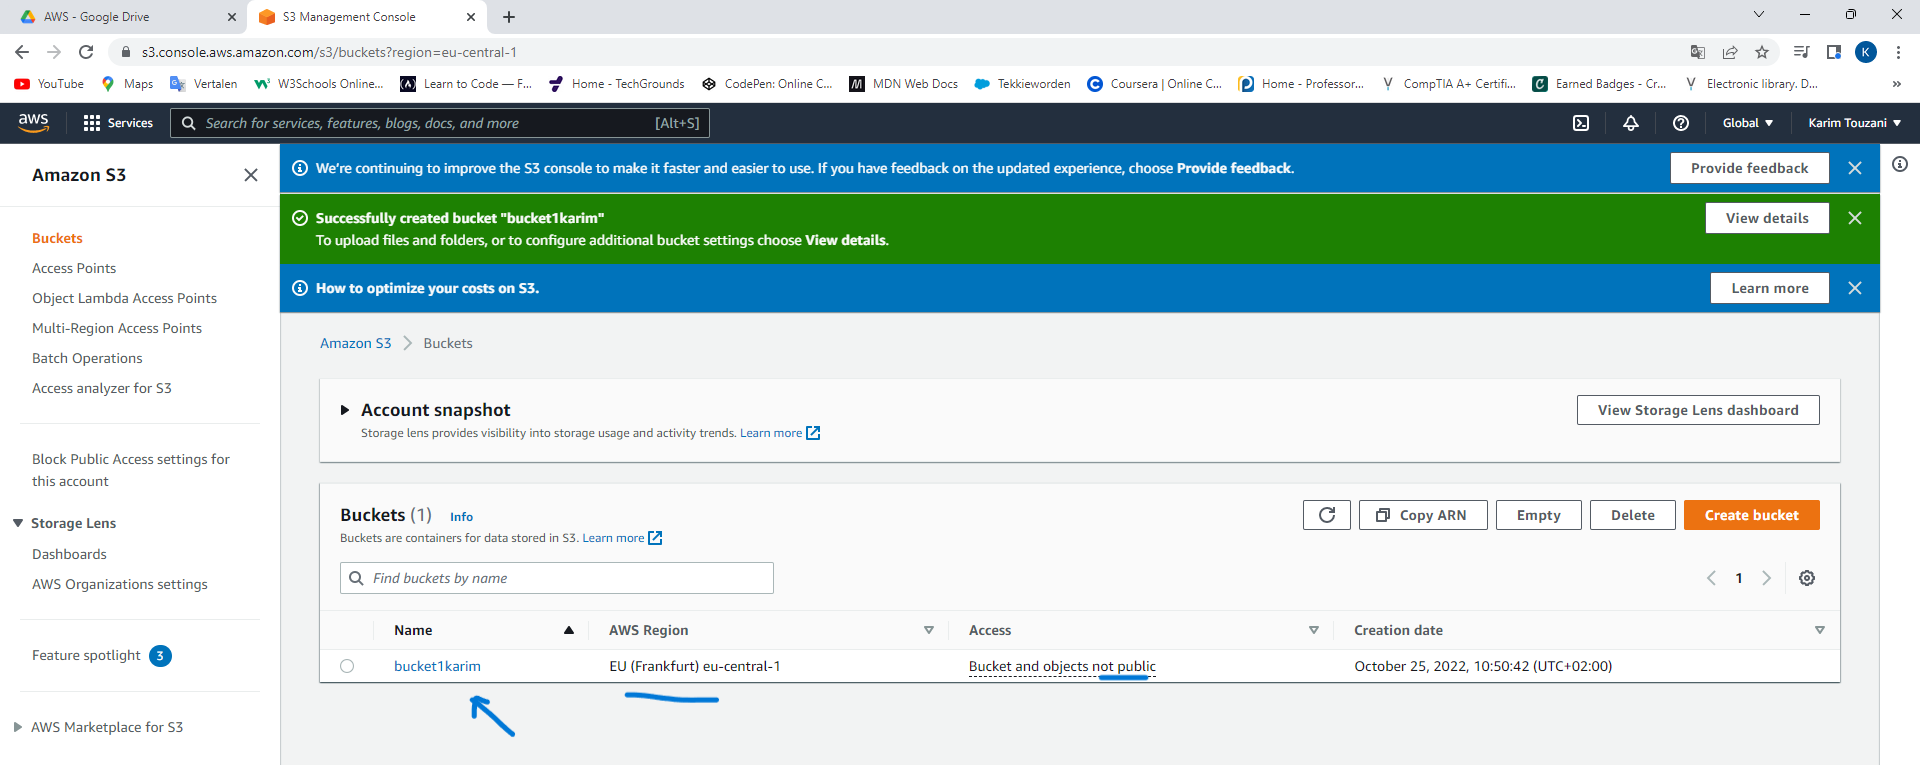 AWS - Google Drive
S3 Management Console
s3.console.aws.amazon.com/s3/buckets?region=eu-central-1
K
YouTube Maps Vertalen W3Schools Online... Learn to Code — F... Home - TechGrounds CodePen: Online C... MDN Web Docs Tekkieworden Coursera | Online C... Home - Professor... CompTIA A+ Certifi... Earned Badges - Cr... Electronic library. D... »
aws Services Search for services, features, blogs, docs, and more [Alt+S] Global Karim Touzani
Amazon S3
Buckets
Access Points
Object Lambda Access Points
Multi-Region Access Points
Batch Operations
Access analyzer for S3
Block Public Access settings for
this account
Storage Lens
Dashboards
AWS Organizations settings
Feature spotlight 3
AWS Marketplace for S3
We're continuing to improve the S3 console to make it faster and easier to use. If you have feedback on the updated experience, choose Provide feedback.
Provide feedback
Successfully created bucket "bucket1karim"
To upload files and folders, or to configure additional bucket settings choose View details.
View details
How to optimize your costs on S3.
Learn more
Amazon S3 > Buckets
Account snapshot
Storage lens provides visibility into storage usage and activity trends. Learn more
View Storage Lens dashboard
Buckets (1) Info
Buckets are containers for data stored in S3. Learn more
Copy ARN Empty Delete Create bucket
Find buckets by name
1
Name AWS Region Access Creation date
bucket1karim EU (Frankfurt) eu-central-1 Bucket and objects not public October 25, 2022, 10:50:42 (UTC+02:00)